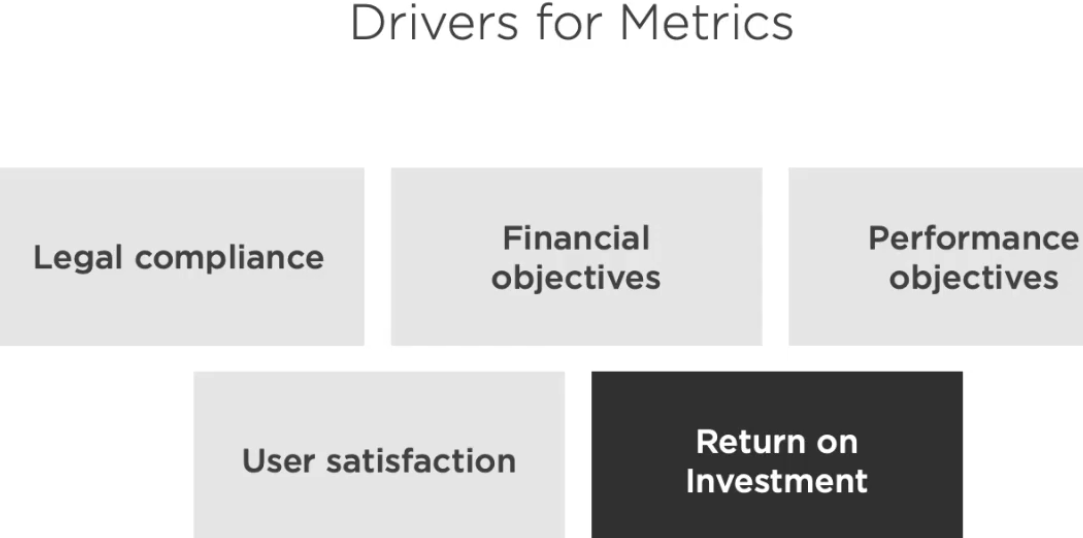 Drivers for Metrics
Legal compliance
Financial
objectives
Performance
objectives
User satisfaction
Return on
Investment